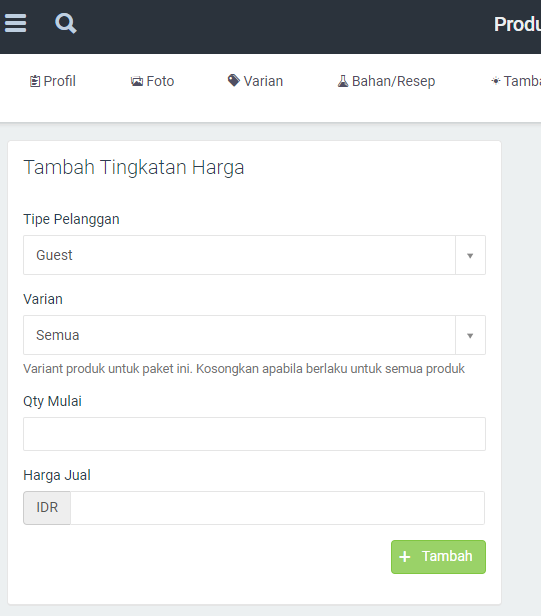 Produ
Profil
Foto
Varian
Bahan/Resep
Tamba
Tambah Tingkatan Harga
Tipe Pelanggan
Guest
Varian
Semua
Variant produk untuk paket ini. Kosongkan apabila berlaku untuk semua produk
Qty Mulai
Harga Jual
IDR
+ Tambah